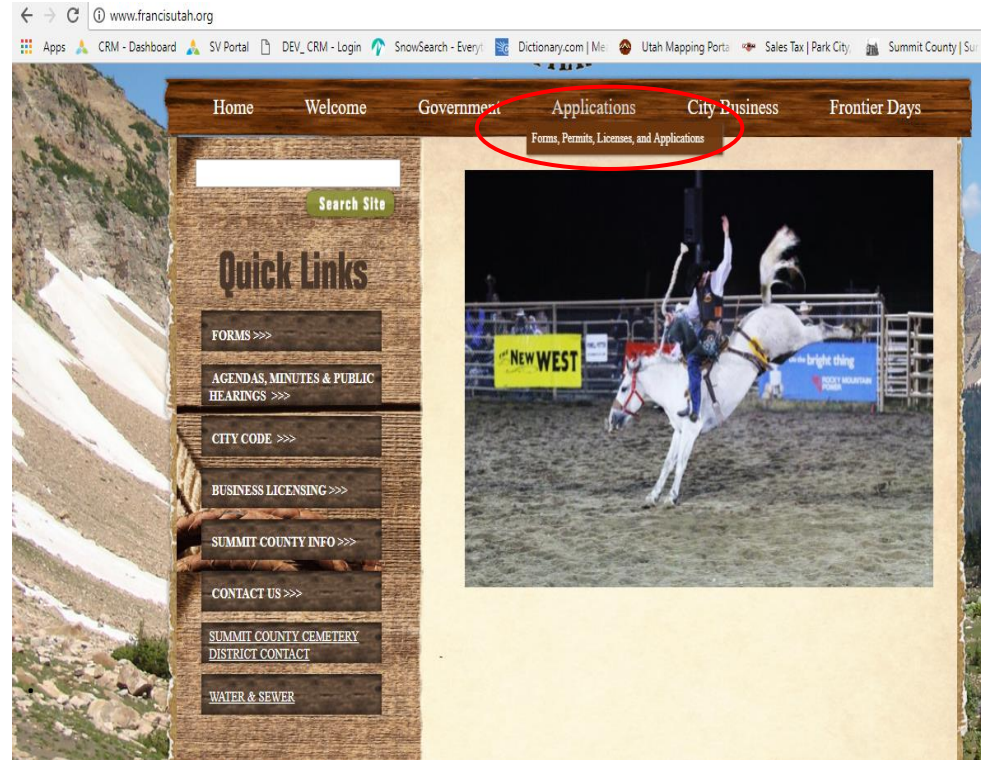 www.francisutah.org
Apps CRM - Dashboard SV Portal DEV_ CRM - Login SnowSearch - Everyt Dictionary.com | Me Utah Mapping Porta Sales Tax | Park City, Summit County | Sur
Home Welcome Government Applications City Business Frontier Days
Forms, Permits, Licenses, and Applications
Search Site
Quick Links
FORMS >>>
AGENDAS, MINUTES & PUBLIC
HEARINGS >>>
CITY CODE >>>
BUSINESS LICENSING >>>
SUMMIT COUNTY INFO >>>
CONTACT US >>>
SUMMIT COUNTY CEMETERY
DISTRICT CONTACT
WATER & SEWER
NEW WEST
the bright thing
ROCKY MOUNTAIN
POWER